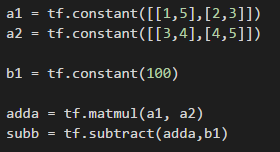 a1 = tf.constant([[1,5],[2,3]])
a2 = tf.constant([[3,4],[4,5]])
b1 = tf.constant(100)
adda = tf.matmul(a1, a2)
subb = tf.subtract(adda,b1)